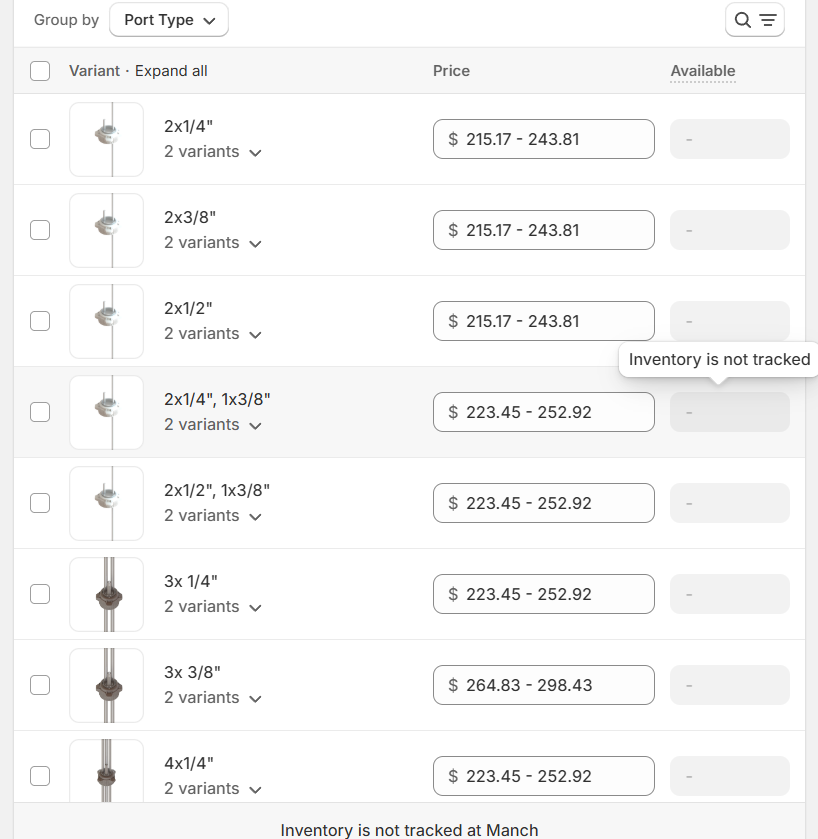 Group by Port Type
Variant · Expand all Price Available
2x1/4"
2 variants
$ 215.17 - 243.81 -
2x3/8"
2 variants
$ 215.17 - 243.81 -
2x1/2"
2 variants
$ 215.17 - 243.81 -
Inventory is not tracked
2x1/4", 1x3/8"
2 variants
$ 223.45 - 252.92 -
2x1/2", 1x3/8"
2 variants
$ 223.45 - 252.92 -
3x 1/4"
2 variants
$ 223.45 - 252.92 -
3x 3/8"
2 variants
$ 264.83 - 298.43 -
4x1/4"
2 variants
$ 223.45 - 252.92 -
Inventory is not tracked at Manch